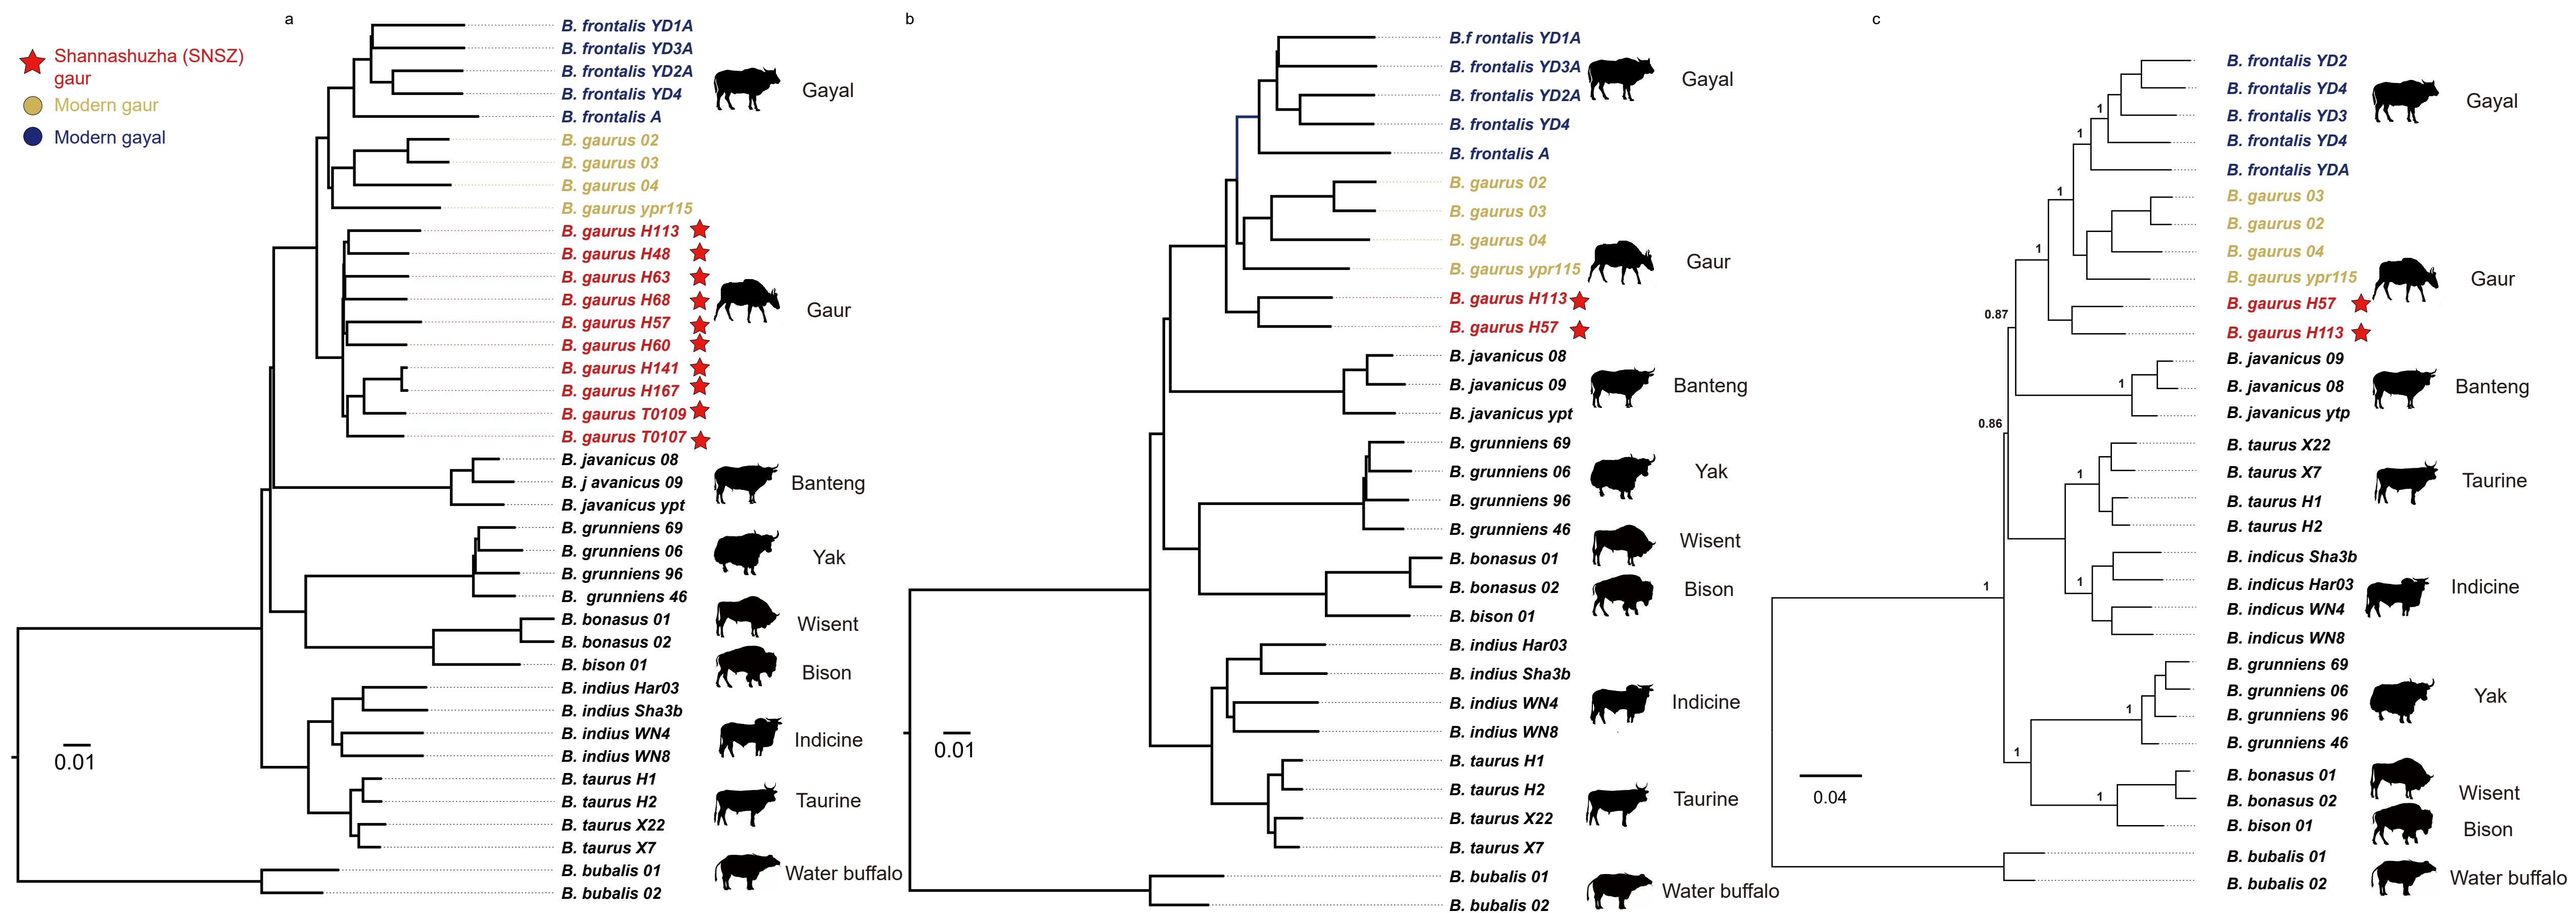 Shannashuzha (SNSZ)
gaur
Modern gaur
Modern gayal
a
B. frontalis YD1A
B. frontalis YD3A
B. frontalis YD2A
B. frontalis YD4
B. frontalis A
Gayal
B. gaurus 02
B. gaurus 03
B. gaurus 04
B. gaurus ypr115
B. gaurus H113
B. gaurus H48
B. gaurus H63
B. gaurus H68
B. gaurus H57
B. gaurus H60
B. gaurus H141
B. gaurus H167
B. gaurus T0109
B. gaurus T0107
Gaur
B. javanicus 08
B. j avanicus 09
B. javanicus ypt
Banteng
B. grunniens 69
B. grunniens 06
B. grunniens 96
B. grunniens 46
Yak
B. bonasus 01
B. bonasus 02
Wisent
B. bison 01
Bison
B. indius Har03
B. indius Sha3b
B. indius WN4
B. indius WN8
Indicine
B. taurus H1
B. taurus H2
B. taurus X22
B. taurus X7
Taurine
B. bubalis 01
B. bubalis 02
Water buffalo
0.01
b
B.f rontalis YD1A
B. frontalis YD3A
B. frontalis YD2A
B. frontalis YD4
B. frontalis A
Gayal
B. gaurus 02
B. gaurus 03
B. gaurus 04
B. gaurus ypr115
B. gaurus H113
B. gaurus H57
Gaur
B. javanicus 08
B. javanicus 09
B. javanicus ypt
Banteng
B. grunniens 69
B. grunniens 06
B. grunniens 96
B. grunniens 46
Yak
B. bonasus 01
B. bonasus 02
Wisent
B. bison 01
Bison
B. indius Har03
B. indius Sha3b
B. indius WN4
B. indius WN8
Indicine
B. taurus H1
B. taurus H2
B. taurus X22
B. taurus X7
Taurine
B. bubalis 01
B. bubalis 02
Water buffalo
0.01
c
B. frontalis YD2
B. frontalis YD4
B. frontalis YD3
B. frontalis YD4
B. frontalis YDA
Gayal
B. gaurus 03
B. gaurus 02
B. gaurus 04
B. gaurus ypr115
B. gaurus H57
B. gaurus H113
Gaur
B. javanicus 09
B. javanicus 08
B. javanicus ytp
Banteng
B. taurus X22
B. taurus X7
B. taurus H1
B. taurus H2
Taurine
B. indicus Sha3b
B. indicus Har03
B. indicus WN4
B. indicus WN8
Indicine
B. grunniens 69
B. grunniens 06
B. grunniens 96
B. grunniens 46
Yak
B. bonasus 01
B. bonasus 02
Wisent
B. bison 01
Bison
B. bubalis 01
B. bubalis 02
Water buffalo
1
1
1
1
0.87
1
0.86
1
1
1
1
1
1
0.04